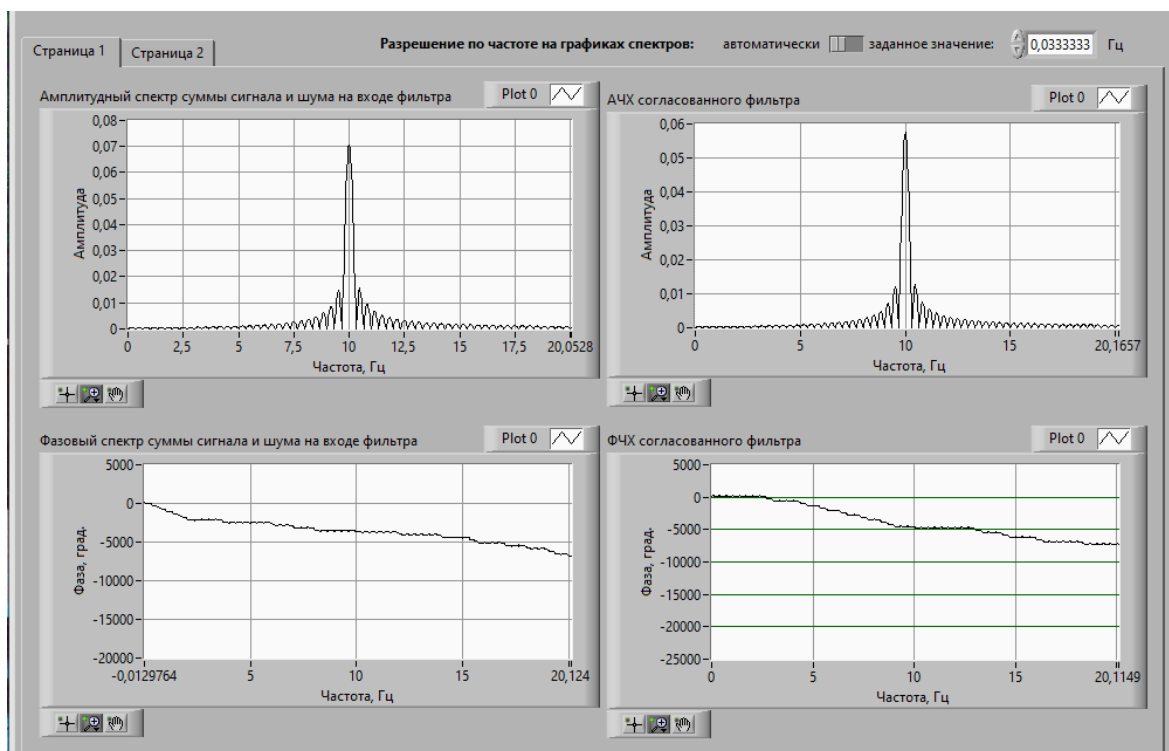 Страница 1
Страница 2
Разрешение по частоте на графиках спектров: автоматически заданное значение: 0,0333333 Гц
Амплитудный спектр суммы сигнала и шума на входе фильтра
Plot 0
0,08
0,07
0,06
0,05
0,04
0,03
0,02
0,01
0
Амплитуда
0 2,5 5 7,5 10 12,5 15 17,5 20,0528
Частота, Гц
АЧХ согласованного фильтра
Plot 0
0,06
0,05
0,04
0,03
0,02
0,01
0
Амплитуда
0 5 10 15 20,1657
Частота, Гц
Фазовый спектр суммы сигнала и шума на входе фильтра
Plot 0
5000
0
-5000
-10000
-15000
-20000
Фаза, град.
-0,0129764 5 10 15 20,124
Частота, Гц
ФЧХ согласованного фильтра
Plot 0
5000
0
-5000
-10000
-15000
-20000
-25000
Фаза, град.
0 5 10 15 20,1149
Частота, Гц